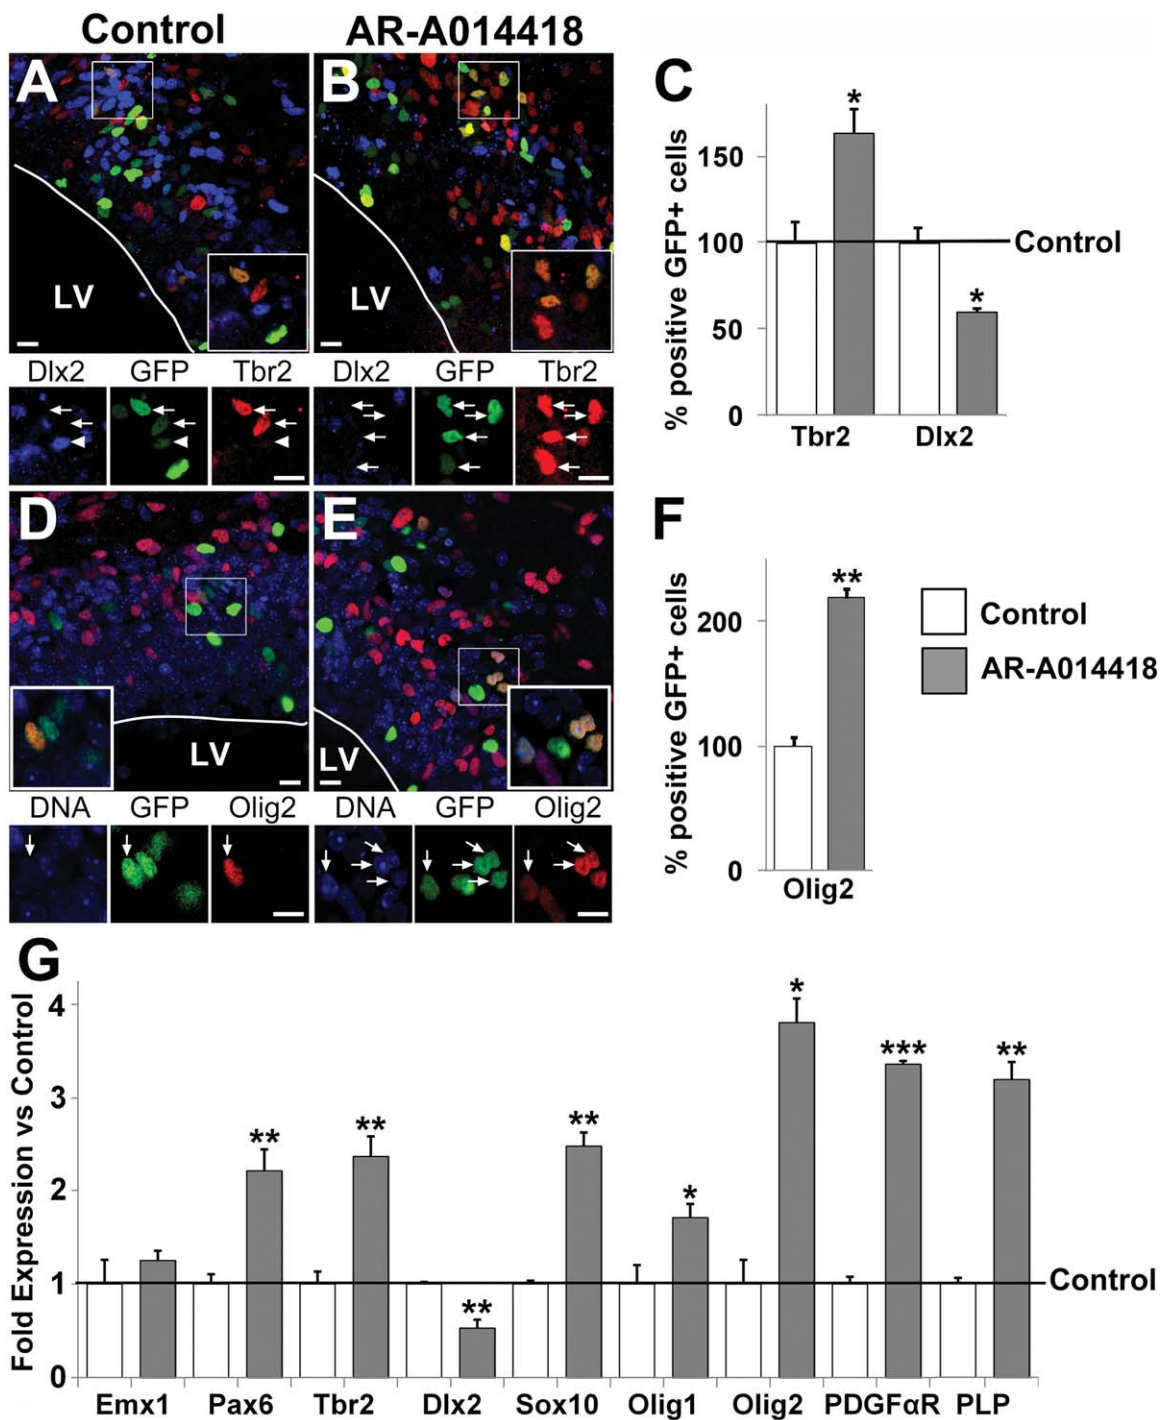 Control AR-A014418
A B C
LV LV
Dlx2 GFP Tbr2 Dlx2 GFP Tbr2
% positive GFP+ cells
150
100
50
0
* *
Control
Tbr2 Dlx2
D E F
LV LV
DNA GFP Olig2 DNA GFP Olig2
% positive GFP+ cells
200
100
0
**
Olig2
Control
AR-A014418
G
Fold Expression vs Control
4
3
2
1
0
** ** ** ** * * *** **
Control
Emx1 Pax6 Tbr2 Dlx2 Sox10 Olig1 Olig2 PDGFαR PLP